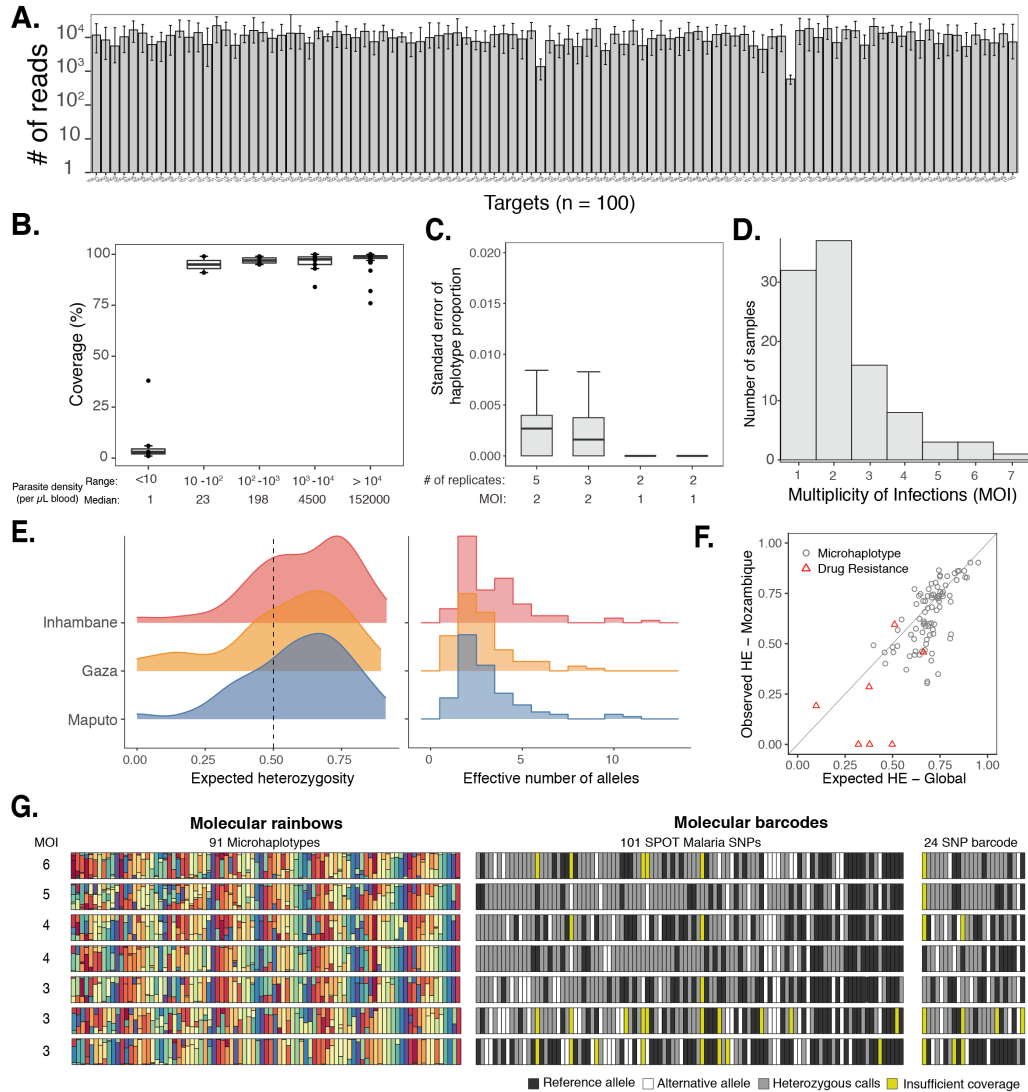 A.
# of reads
10⁴
10³
10²
10
1
Targets (n = 100)
B.
Coverage (%)
100
75
50
25
0
Parasite density
(per µL blood)
Range: <10 10 -10² 10²-10³ 10³-10⁴ > 10⁴
Median: 1 23 198 4500 152000
C.
Standard error of
haplotype proportion
0.020
0.015
0.010
0.005
0.000
# of replicates: 5 3 2 2
MOI: 2 2 1 1
D.
Number of samples
30
20
10
0
1 2 3 4 5 6 7
Multiplicity of Infections (MOI)
E.
Inhambane
Gaza
Maputo
0.00 0.25 0.50 0.75
Expected heterozygosity
0 5 10
Effective number of alleles
F.
Observed HE – Mozambique
1.00
0.75
0.50
0.25
0.00
Microhaplotype
Drug Resistance
0.00 0.25 0.50 0.75 1.00
Expected HE – Global
G.
Molecular rainbows
Molecular barcodes
MOI
91 Microhaplotypes
101 SPOT Malaria SNPs
24 SNP barcode
6
5
4
4
3
3
3
Reference allele Alternative allele Heterozygous calls Insufficient coverage